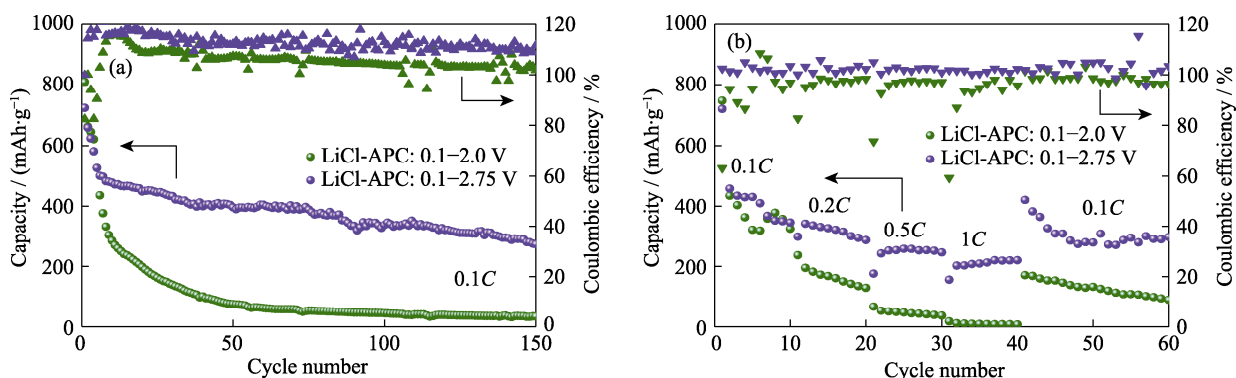 1000
800
600
400
200
0
Capacity / (mAh·g⁻¹)
(a)
LiCl-APC: 0.1−2.0 V
LiCl-APC: 0.1−2.75 V
0.1C
120
100
80
60
40
20
0
Coulombic efficiency / %
0
50
100
150
Cycle number
1000
800
600
400
200
0
Capacity / (mAh·g⁻¹)
(b)
LiCl-APC: 0.1−2.0 V
LiCl-APC: 0.1−2.75 V
0.1C
0.2C
0.5C
1C
0.1C
120
100
80
60
40
20
0
Coulombic efficiency / %
0
10
20
30
40
50
60
Cycle number